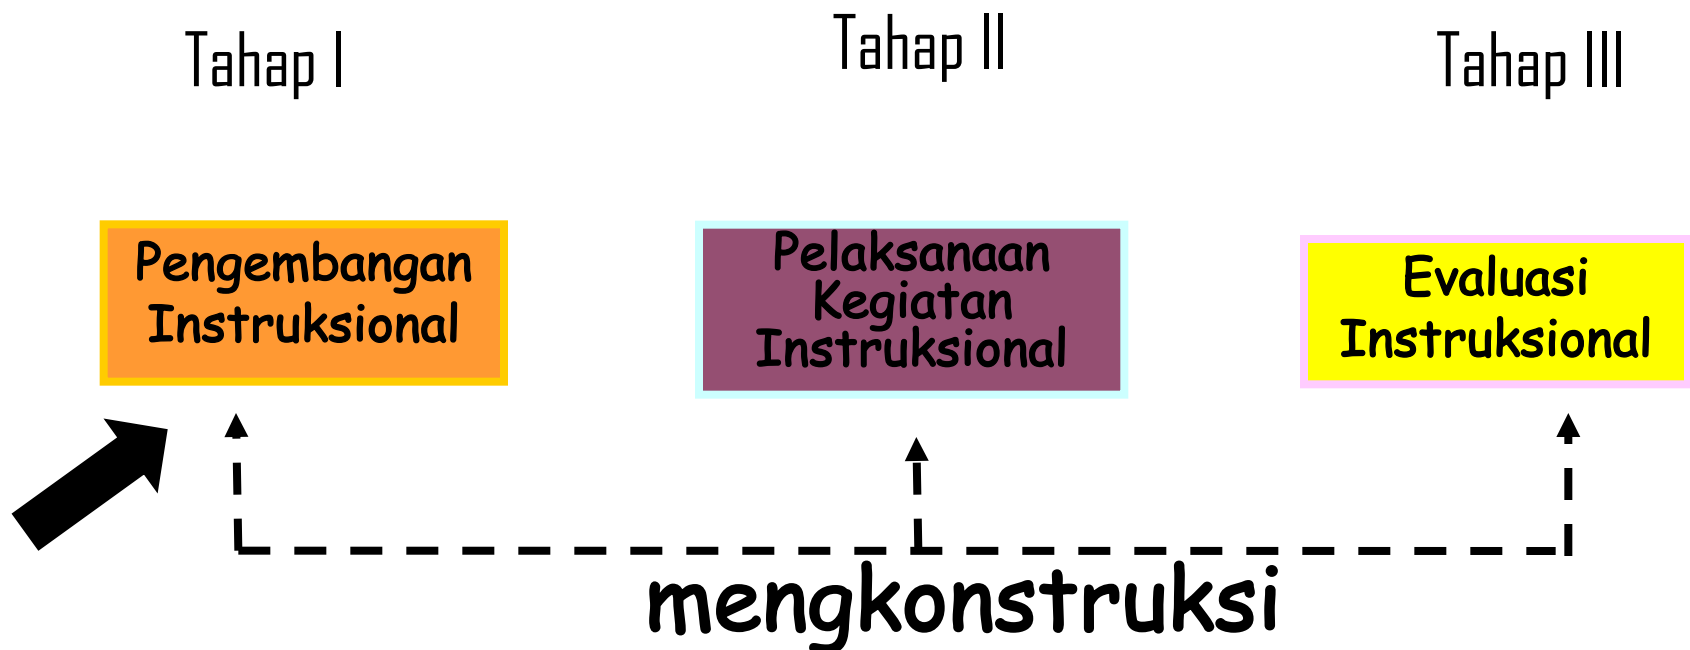 Tahap I
Tahap II
Tahap III
Pengembangan
Instruksional
Pelaksanaan
Kegiatan
Instruksional
Evaluasi
Instruksional
mengkonstruksi